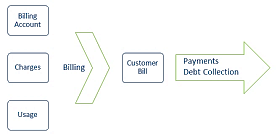 Billing
Account
Charges
Usage
Billing
Customer
Bill
Payments
Debt Collection